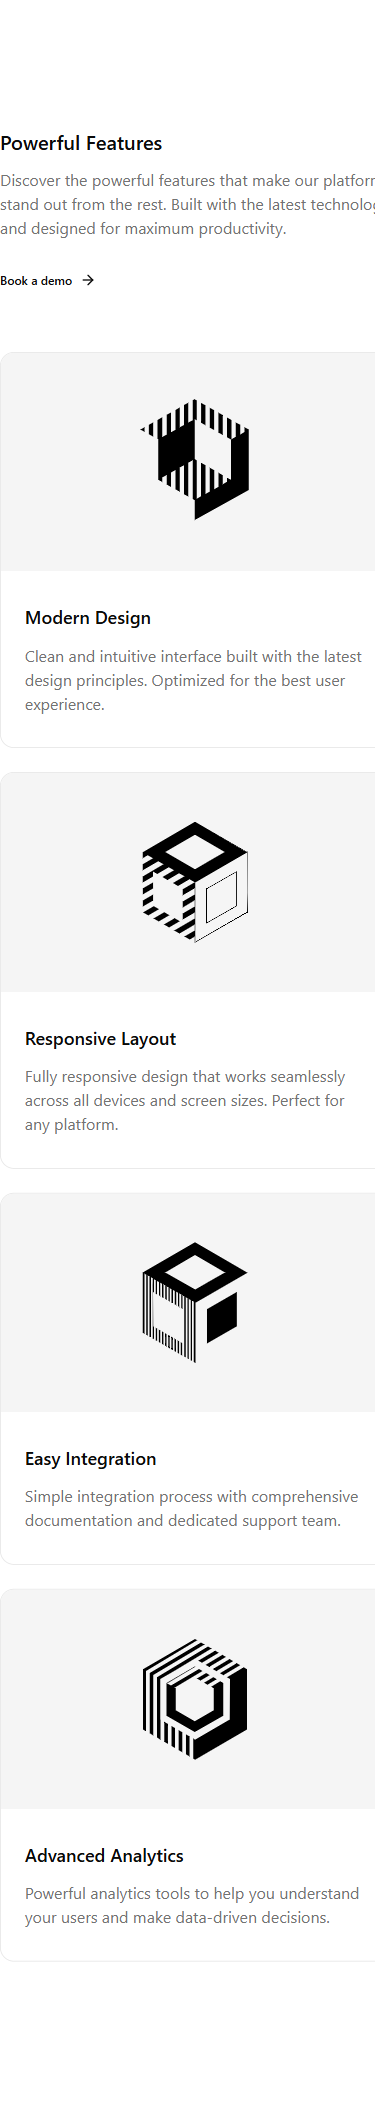 Powerful Features
Discover the powerful features that make our
stand out from the rest. Built with the latest
and designed for maximum productivity.
Book a demo
Modern Design
Clean and intuitive interface built with the latest
design principles. Optimized for the best user
experience.
Responsive Layout
Fully responsive design that works seamlessly
across all devices and screen sizes. Perfect for
any platform.
Easy Integration
Simple integration process with comprehensive
documentation and dedicated support team.
Advanced Analytics
Powerful analytics tools to help you understand
your users and make data-driven decisions.